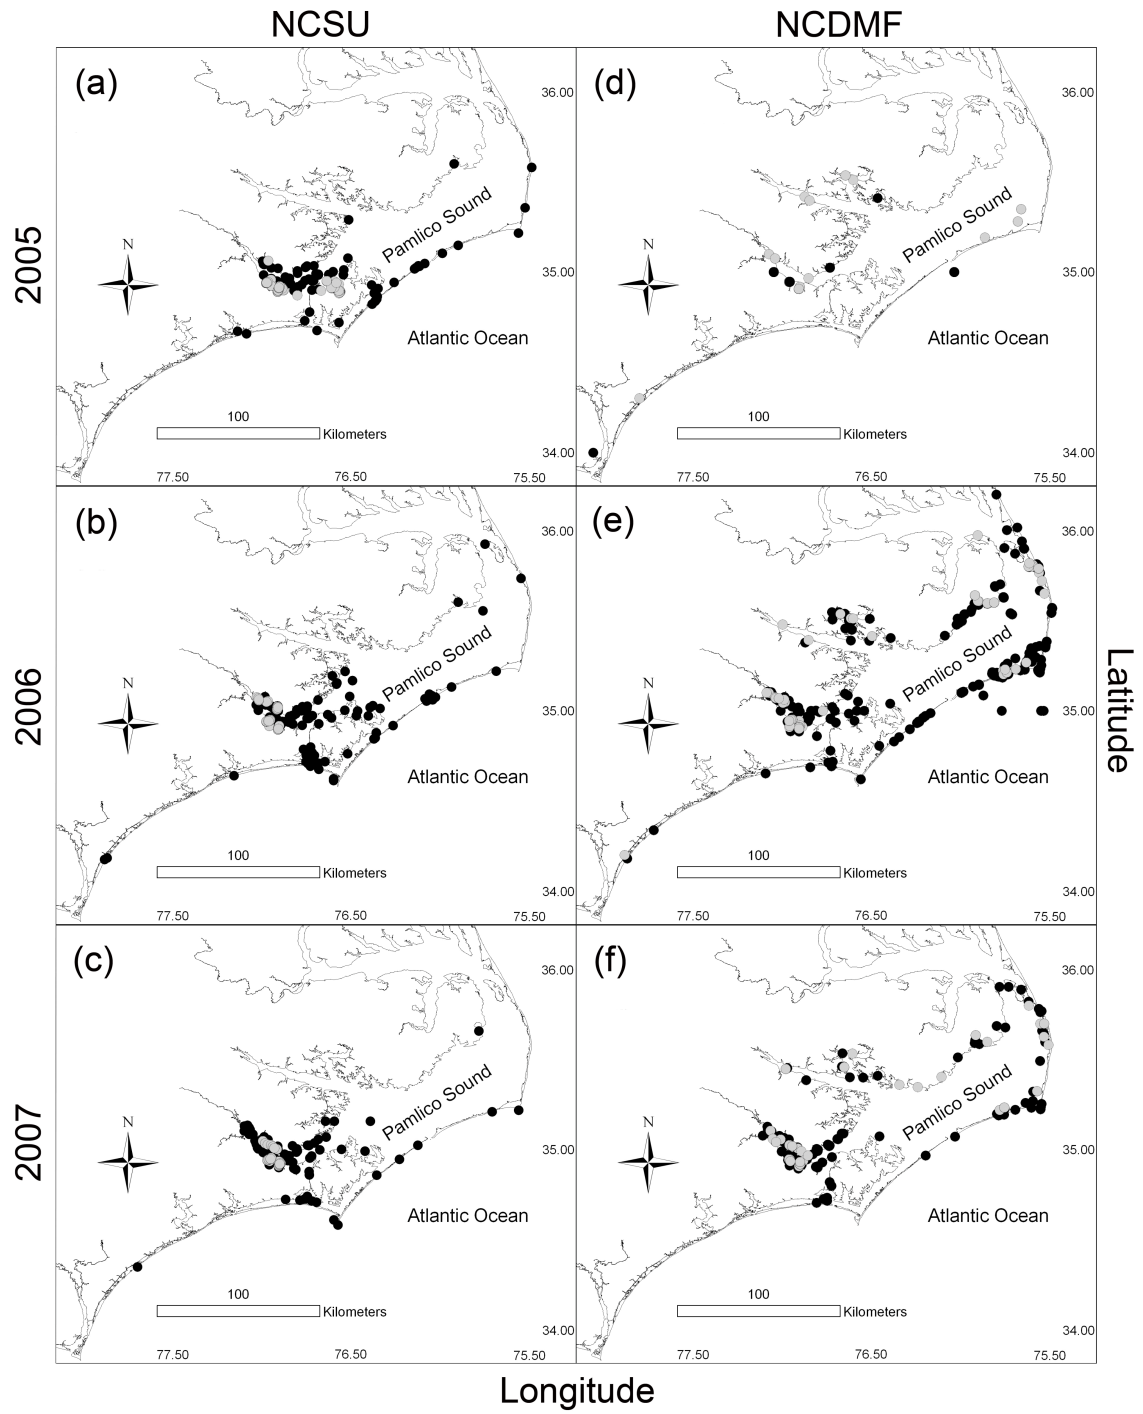 NCSU
NCDMF
2005
(a)
36.00
Pamlico Sound
35.00
N
Atlantic Ocean
100
Kilometers
34.00
77.50
76.50
75.50
(d)
36.00
Pamlico Sound
35.00
N
Atlantic Ocean
100
Kilometers
34.00
77.50
76.50
75.50
2006
(b)
36.00
Pamlico Sound
35.00
N
Atlantic Ocean
100
Kilometers
34.00
77.50
76.50
75.50
(e)
36.00
Pamlico Sound
35.00
N
Atlantic Ocean
100
Kilometers
34.00
77.50
76.50
75.50
2007
(c)
36.00
Pamlico Sound
35.00
N
Atlantic Ocean
100
Kilometers
34.00
77.50
76.50
75.50
(f)
36.00
Pamlico Sound
35.00
N
Atlantic Ocean
100
Kilometers
34.00
77.50
76.50
75.50
Latitude
Longitude